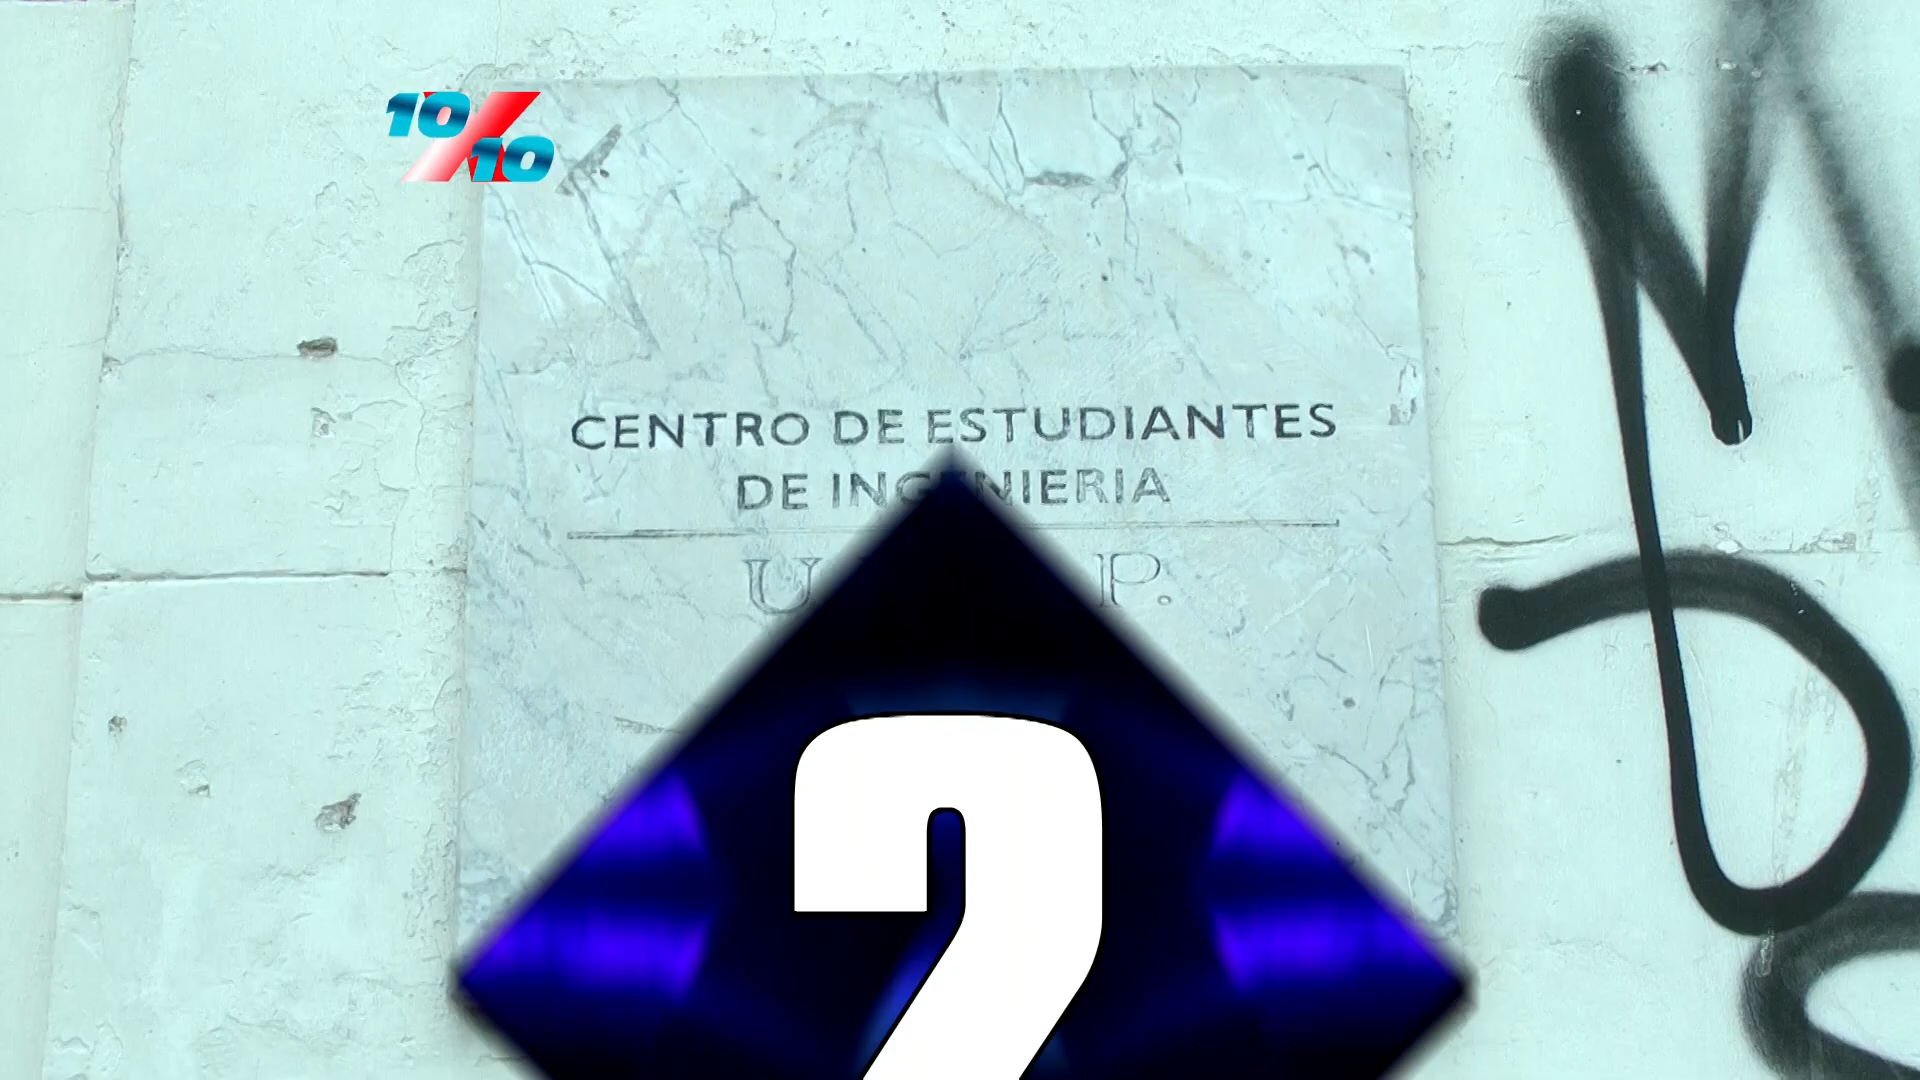 10
10
CENTRO DE ESTUDIANTES
DE INGENIERIA
U P.
2